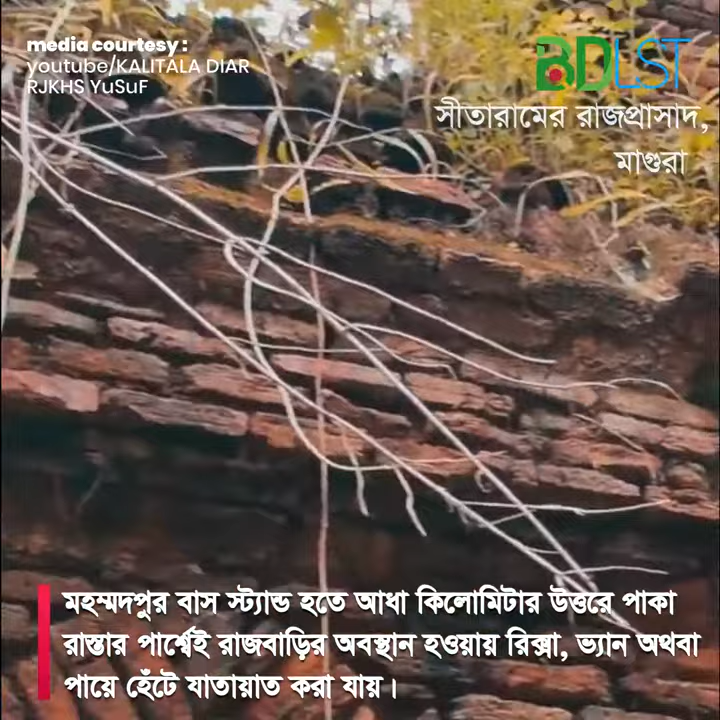 media courtesy :
youtube/KALITALA DIAR
RJKHS YuSuF
BDLST
সীতারামের রাজপ্রাসাদ,
মাগুরা
মহম্মদপুর বাস স্ট্যান্ড হতে আধা কিলোমিটার উত্তরে পাকা
রাস্তার পার্শ্বেই রাজবাড়ির অবস্থান হওয়ায় রিক্সা, ভ্যান অথবা
পায়ে হেঁটে যাতায়াত করা যায়।